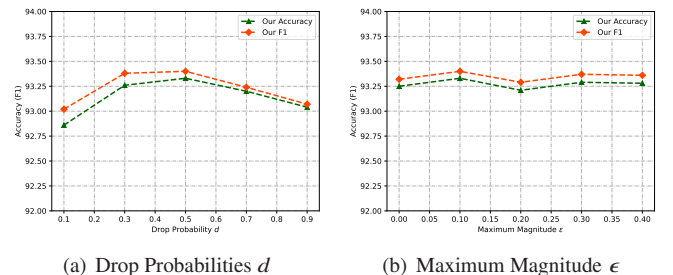 94.00
93.75
93.50
93.25
93.00
92.75
92.50
92.25
92.00
Accuracy (F1)
Our Accuracy
Our F1
0.1 0.2 0.3 0.4 0.5 0.6 0.7 0.8 0.9
Drop Probability d
(a) Drop Probabilities d
94.00
93.75
93.50
93.25
93.00
92.75
92.50
92.25
92.00
Accuracy (F1)
Our Accuracy
Our F1
0.00 0.05 0.10 0.15 0.20 0.25 0.30 0.35 0.40
Maximum Magnitude ε
(b) Maximum Magnitude ϵ